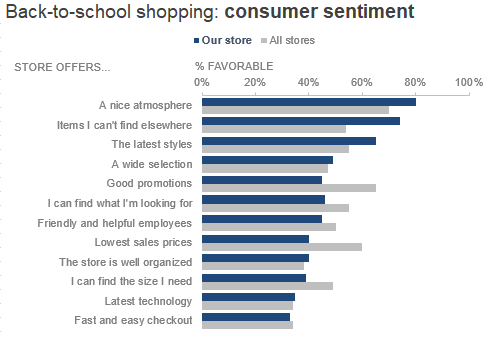 Back-to-school shopping: consumer sentiment
Our store All stores
STORE OFFERS... % FAVORABLE
0% 20% 40% 60% 80% 100%
A nice atmosphere
Items I can't find elsewhere
The latest styles
A wide selection
Good promotions
I can find what I'm looking for
Friendly and helpful employees
Lowest sales prices
The store is well organized
I can find the size I need
Latest technology
Fast and easy checkout